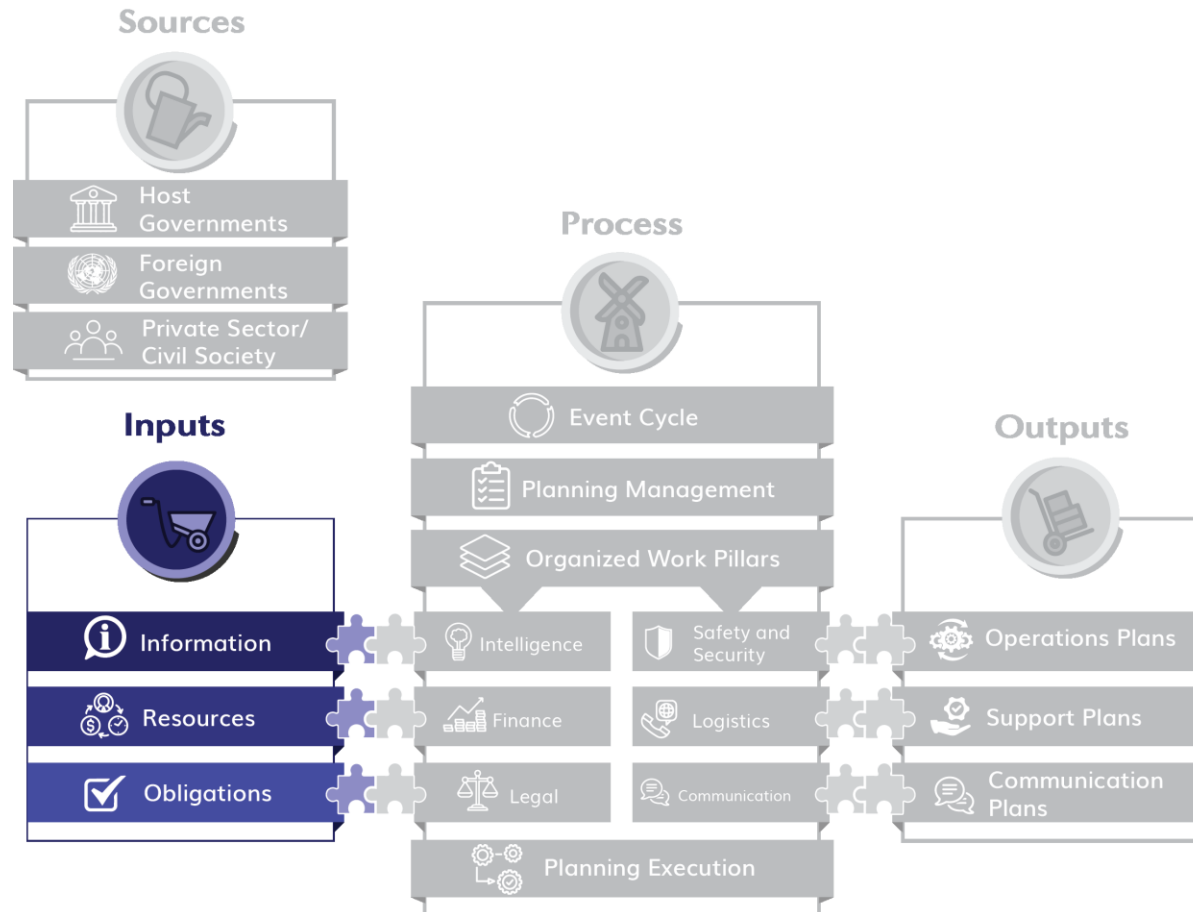 Sources
Host
Governments
Foreign
Governments
Private Sector/
Civil Society
Inputs
Information
Resources
Obligations
Process
Event Cycle
Planning Management
Organized Work Pillars
Intelligence
Safety and
Security
Finance
Logistics
Legal
Communication
Planning Execution
Outputs
Operations Plans
Support Plans
Communication
Plans